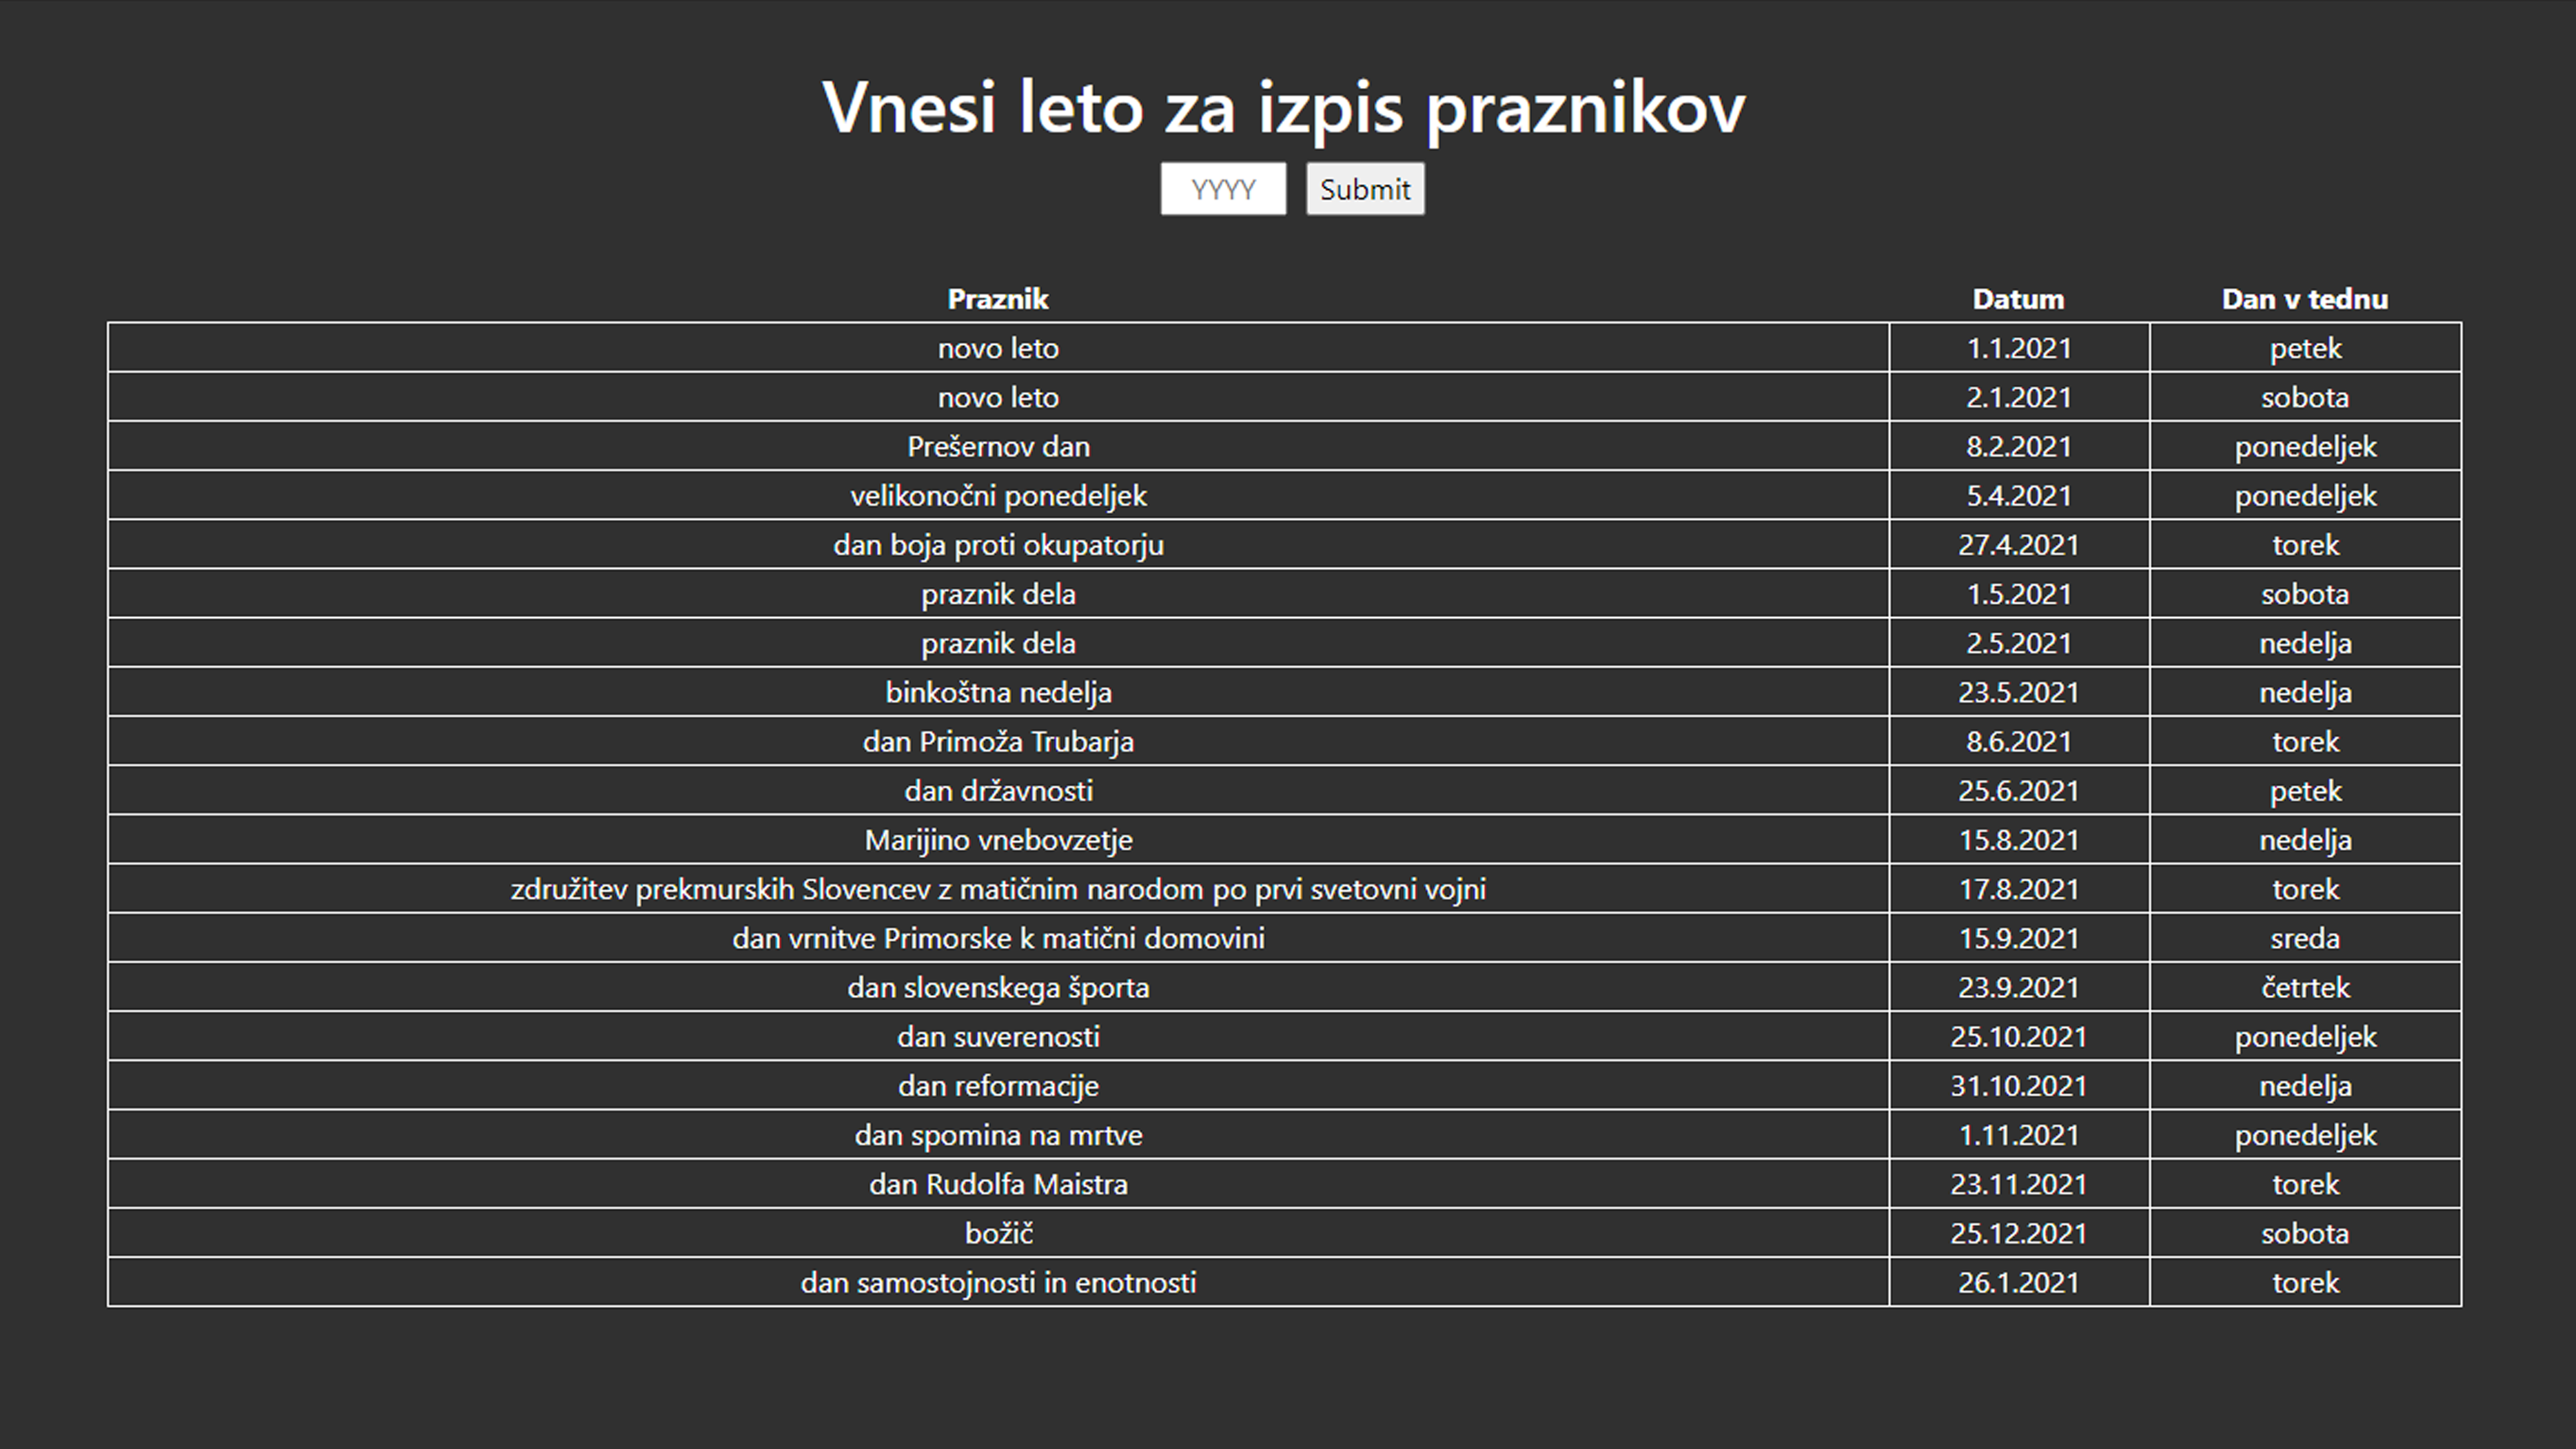 Vnesi leto za izpis praznikov
YYYY Submit
Praznik Datum Dan v tednu
novo leto 1.1.2021 petek
novo leto 2.1.2021 sobota
Prešernov dan 8.2.2021 ponedeljek
velikonočni ponedeljek 5.4.2021 ponedeljek
dan boja proti okupatorju 27.4.2021 torek
praznik dela 1.5.2021 sobota
praznik dela 2.5.2021 nedelja
binkoštna nedelja 23.5.2021 nedelja
dan Primoža Trubarja 8.6.2021 torek
dan državnosti 25.6.2021 petek
Marijino vnebovzetje 15.8.2021 nedelja
združitev prekmurskih Slovencev z matičnim narodom po prvi svetovni vojni 17.8.2021 torek
dan vrnitve Primorske k matični domovini 15.9.2021 sreda
dan slovenskega športa 23.9.2021 četrtek
dan suverenosti 25.10.2021 ponedeljek
dan reformacije 31.10.2021 nedelja
dan spomina na mrtve 1.11.2021 ponedeljek
dan Rudolfa Maistra 23.11.2021 torek
božič 25.12.2021 sobota
dan samostojnosti in enotnosti 26.1.2021 torek